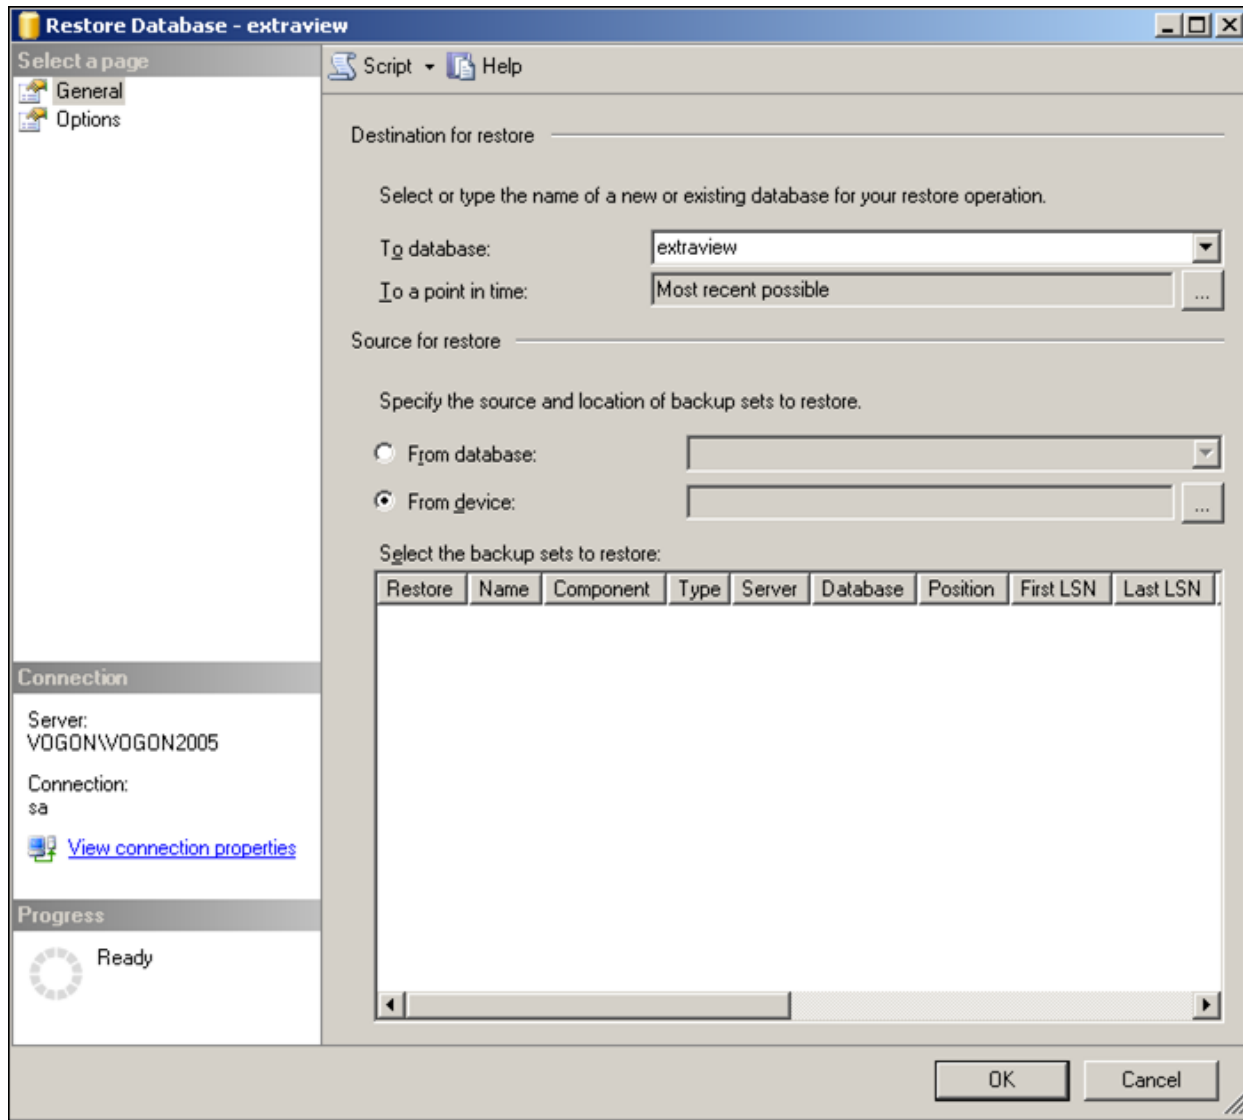 Restore Database - extraview
Select a page
General
Options
Script Help
Destination for restore
Select or type the name of a new or existing database for your restore operation.
To database: extraview
To a point in time: Most recent possible ...
Source for restore
Specify the source and location of backup sets to restore.
From database:
From device: ...
Select the backup sets to restore:
Restore Name Component Type Server Database Position First LSN Last LSN
Connection
Server:
VOGON\VOGON2005
Connection:
sa
View connection properties
Progress
Ready
OK Cancel